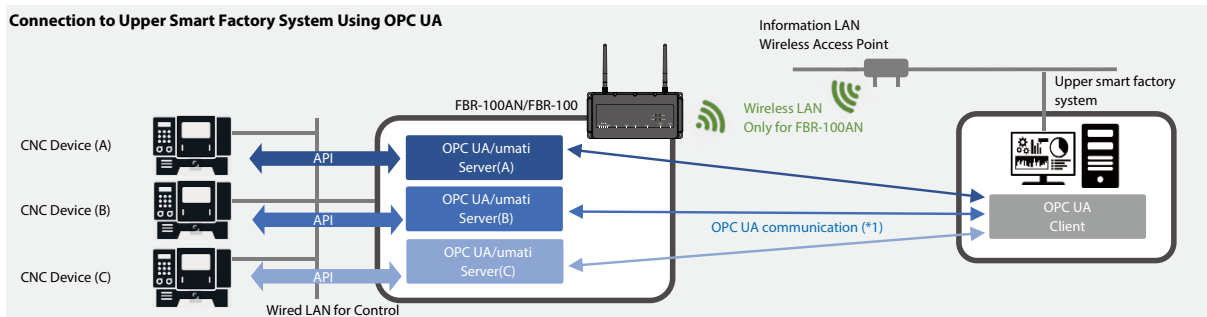 Connection to Upper Smart Factory System Using OPC UA
Information LAN
Wireless Access Point
Upper smart factory
system
FBR-100AN/FBR-100
Wireless LAN
Only for FBR-100AN
CNC Device (A)
API
OPC UA/umati
Server(A)
CNC Device (B)
API
OPC UA/umati
Server(B)
OPC UA communication (*1)
OPC UA
Client
CNC Device (C)
API
OPC UA/umati
Server(C)
Wired LAN for Control